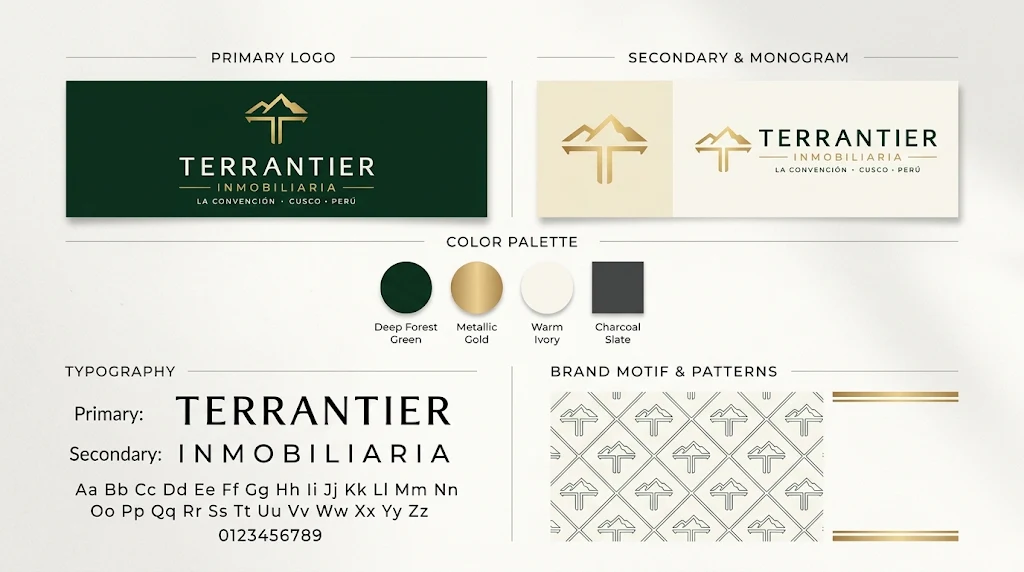 PRIMARY LOGO
TERRANTIER
INMOBILIARIA
LA CONVENCIÓN · CUSCO · PERÚ
SECONDARY & MONOGRAM
TERRANTIER
INMOBILIARIA
LA CONVENCIÓN · CUSCO · PERÚ
COLOR PALETTE
Deep Forest
Green
Metallic
Gold
Warm
Ivory
Charcoal
Slate
TYPOGRAPHY
Primary: TERRANTIER
Secondary: INMOBILIARIA
Aa Bb Cc Dd Ee Ff Gg Hh Ii Jj Kk Ll Mm Nn
Oo Pp Qq Rr Ss Tt Uu Vv Ww Xx Yy Zz
0123456789
BRAND MOTIF & PATTERNS